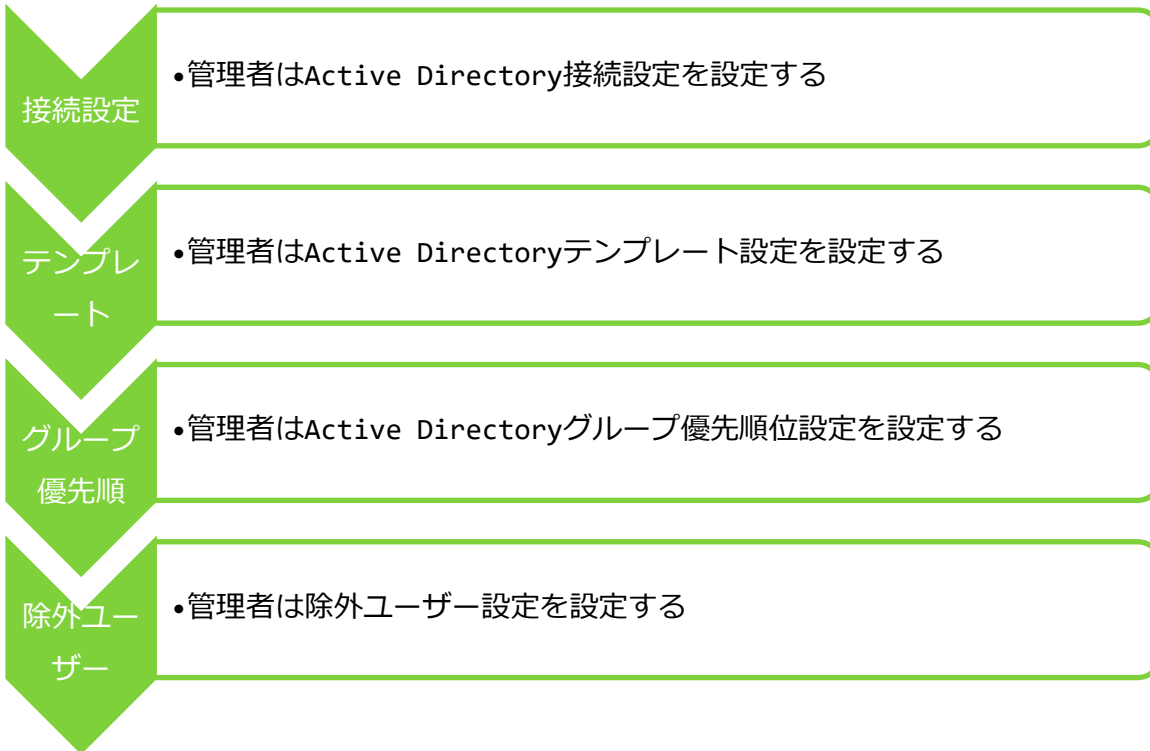 接続設定
•管理者はActive Directory接続設定を設定する
テンプレ
ート
•管理者はActive Directoryテンプレート設定を設定する
グループ
優先順
•管理者はActive Directoryグループ優先順位設定を設定する
除外ユー
ザー
•管理者は除外ユーザー設定を設定する